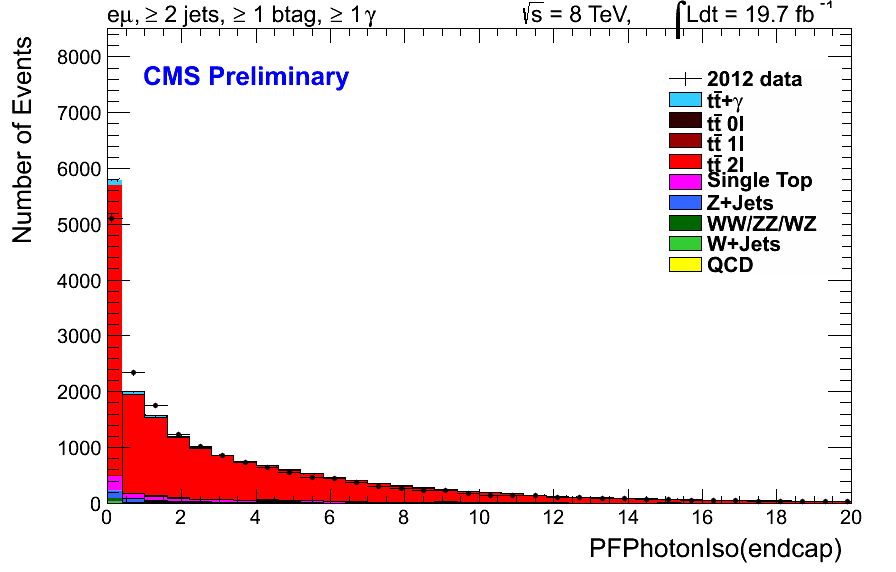 eμ, ≥ 2 jets, ≥ 1 btag, ≥ 1 γ
√s = 8 TeV, ∫Ldt = 19.7 fb⁻¹
Number of Events
CMS Preliminary
2012 data
tt̄+γ
tt̄ 0l
tt̄ 1l
tt̄ 2l
Single Top
Z+Jets
WW/ZZ/WZ
W+Jets
QCD
8000
7000
6000
5000
4000
3000
2000
1000
0
0 2 4 6 8 10 12 14 16 18 20
PFPhotonIso(endcap)